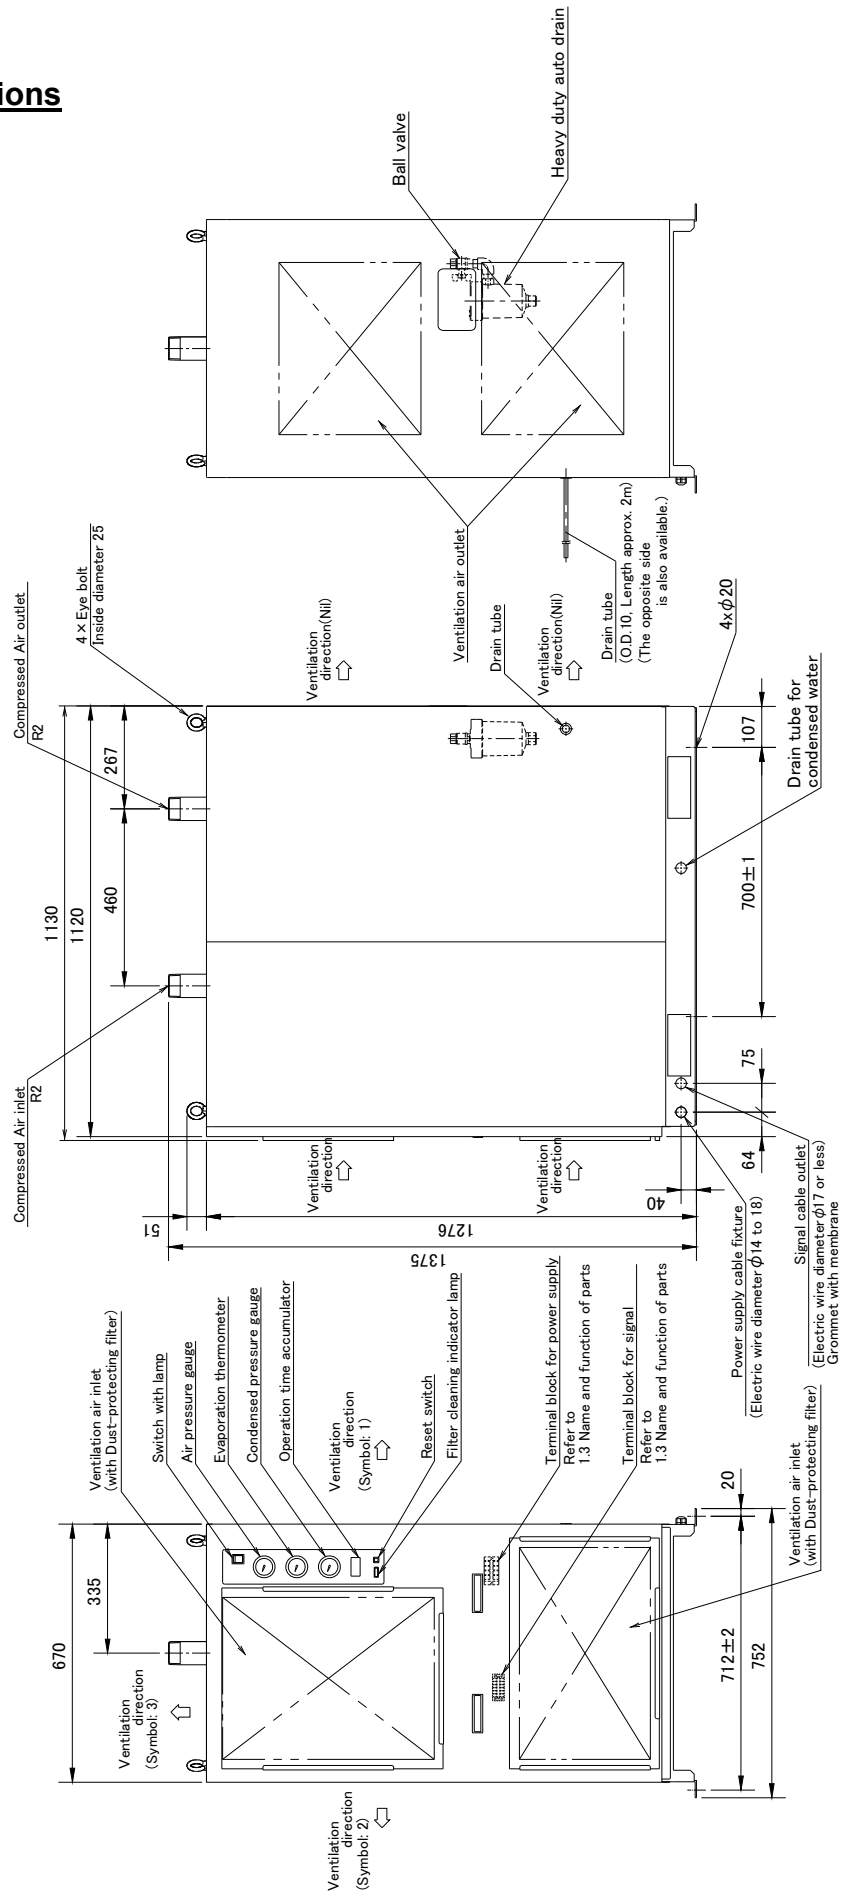 ions
Ball valve
Heavy duty auto drain
Ventilation air outlet
Drain tube
(O.D.10, Length approx. 2m)
(The opposite side
is also available.)
Compressed Air outlet
R2
4×Eye bolt
Inside diameter 25
Compressed Air inlet
R2
1130
1120
460
267
Ventilation
direction(Nil)
Drain tube
Ventilation
direction(Nil)
4xφ20
107
Drain tube for
condensed water
700±1
75
64
40
Ventilation
direction
Ventilation
direction
51
1276
1375
Signal cable outlet
(Electric wire diameterφ17 or less)
Grommet with membrane
Power supply cable fixture
(Electric wire diameterφ14 to 18)
Ventilation air inlet
(with Dust-protecting filter)
Switch with lamp
Air pressure gauge
Evaporation thermometer
Condensed pressure gauge
Operation time accumulator
Ventilation
direction
(Symbol: 1)
Reset switch
Filter cleaning indicator lamp
Terminal block for power supply
Refer to
1.3 Name and function of parts
Terminal block for signal
Refer to
1.3 Name and function of parts
Ventilation air inlet
(with Dust-protecting filter)
670
335
Ventilation
direction
(Symbol: 3)
Ventilation
direction
(Symbol: 2)
20
712±2
752